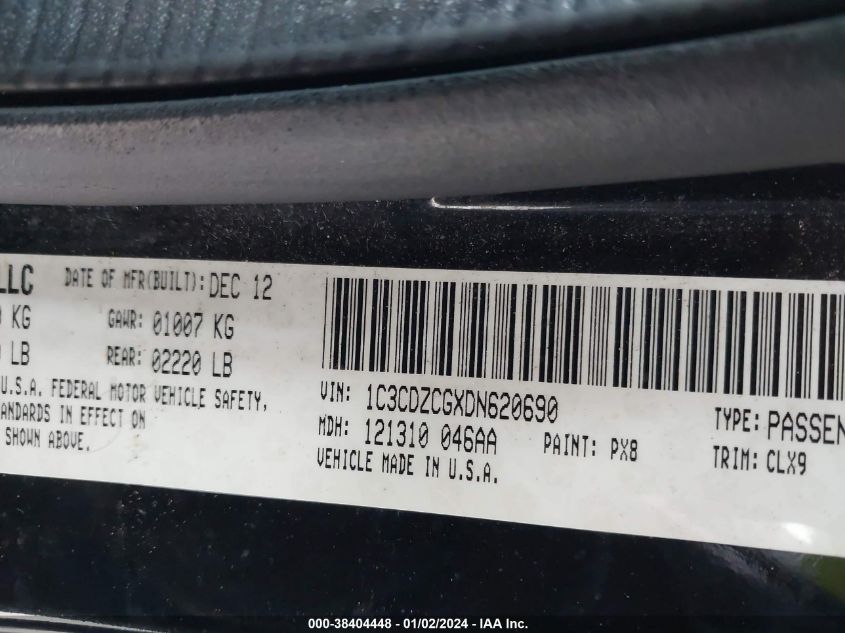 LLC DATE OF MFR(BUILT): DEC 12
KG GAWR: 01007 KG
LB REAR: 02220 LB
U.S.A. FEDERAL MOTOR VEHICLE SAFETY,
STANDARDS IN EFFECT ON
SHOWN ABOVE.
VIN: 1C3CDZCGXDN620690
MDH: 121310 046AA PAINT: PX8
VEHICLE MADE IN U.S.A.
TYPE: PASSEN
TRIM: CLX9
000-38404448 - 01/02/2024 - IAA Inc.